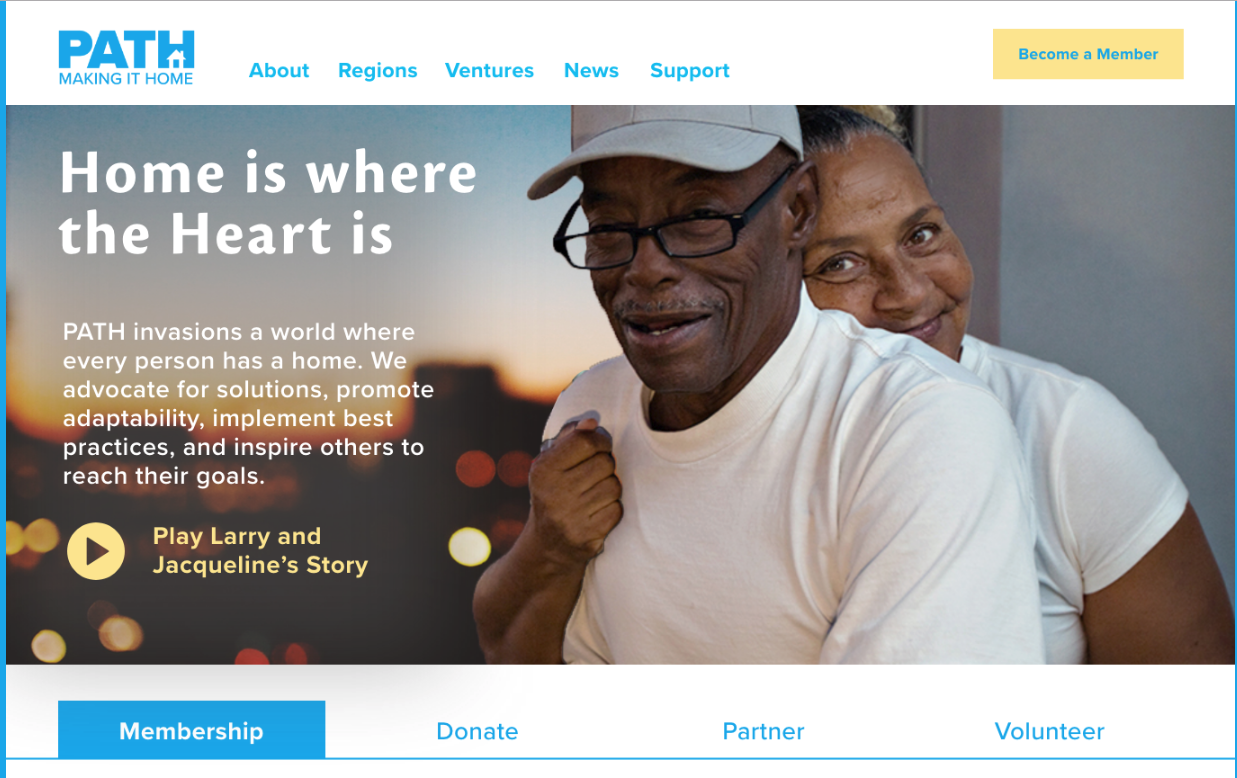 PATH
MAKING IT HOME
About Regions Ventures News Support
Become a Member
Home is where
the Heart is
PATH invasions a world where
every person has a home. We
advocate for solutions, promote
adaptability, implement best
practices, and inspire others to
reach their goals.
Play Larry and
Jacqueline’s Story
Membership Donate Partner Volunteer